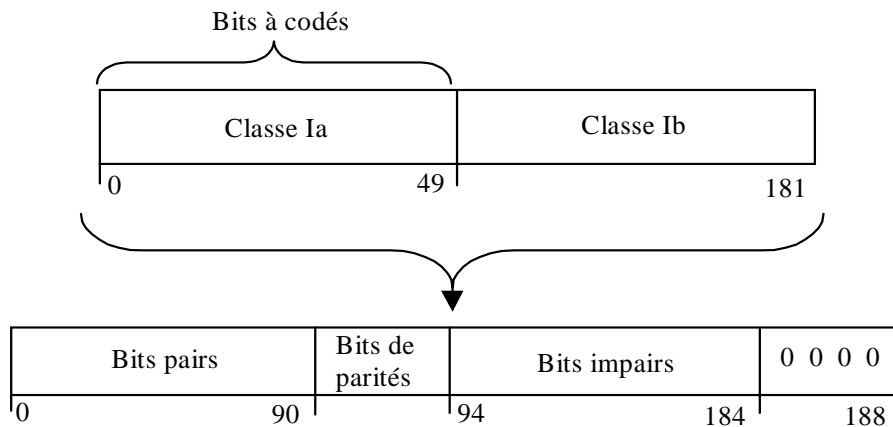 Bits à codés
Classe Ia
Classe Ib
0
49
181
Bits pairs
Bits de
parités
Bits impairs
0 0 0 0
0
90
94
184
188